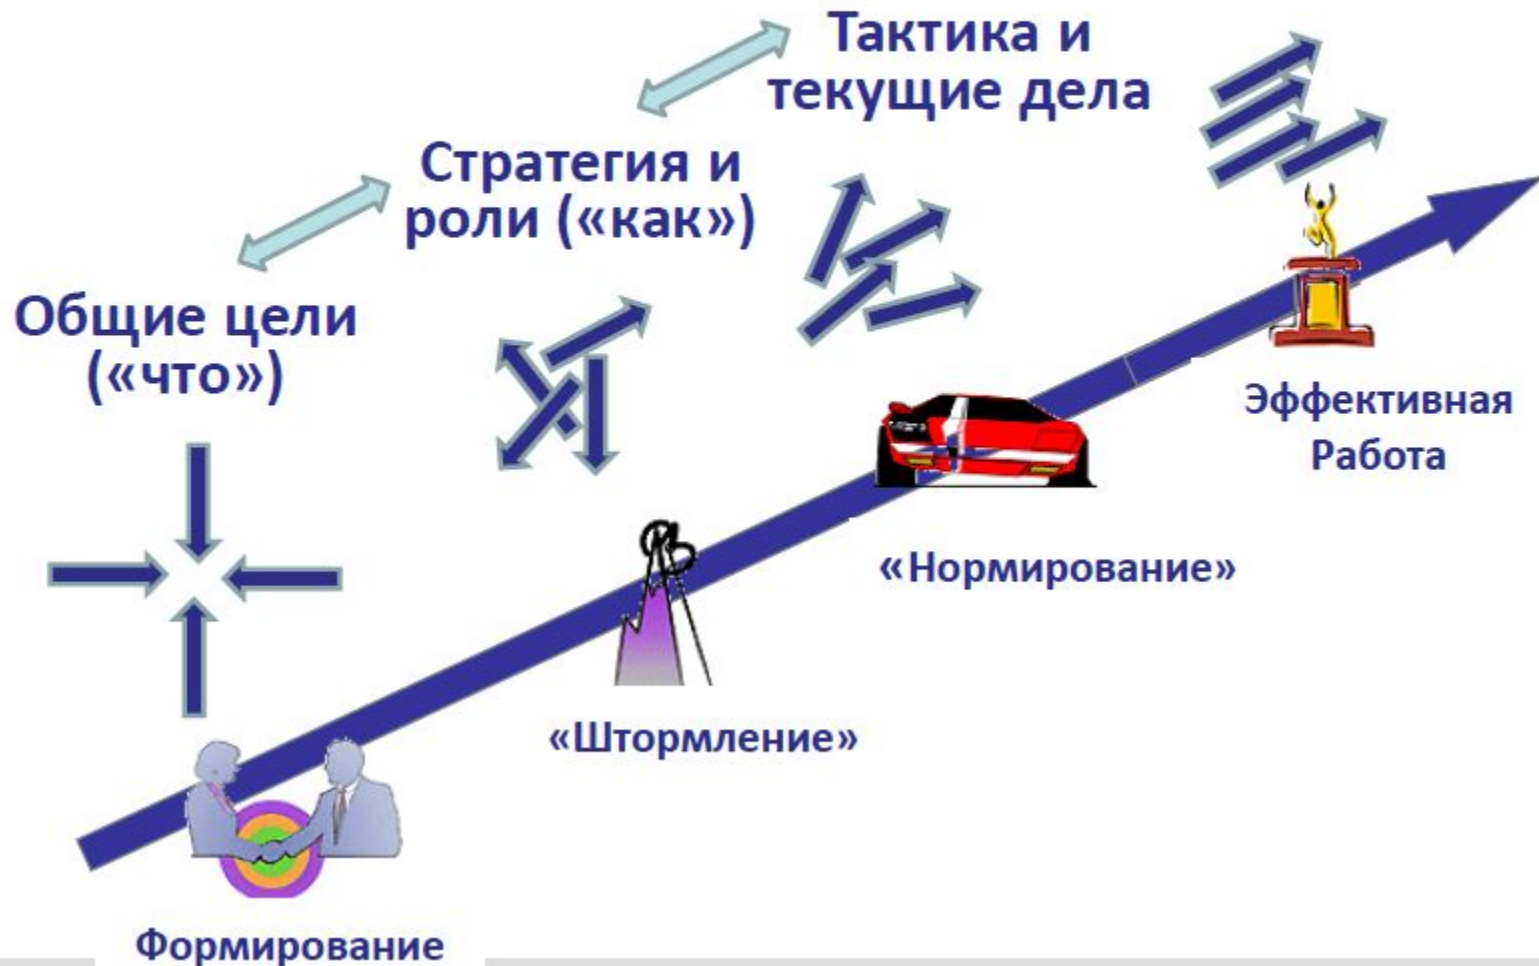 Тактика и
текущие дела
Стратегия и
роли («как»)
Общие цели
(«что»)
Эффективная
Работа
«Нормирование»
«Штормление»
Формирование